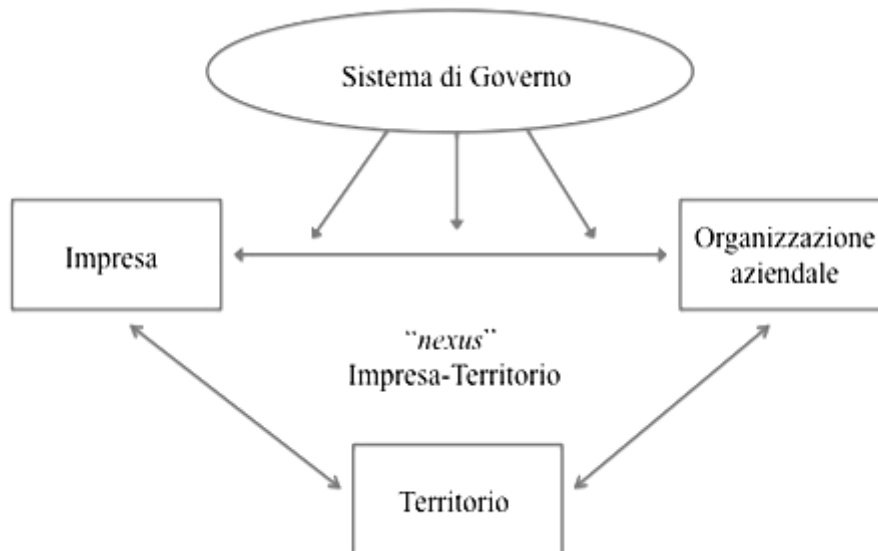 Sistema di Governo
Impresa
Organizzazione
aziendale
“nexus”
Impresa-Territorio
Territorio